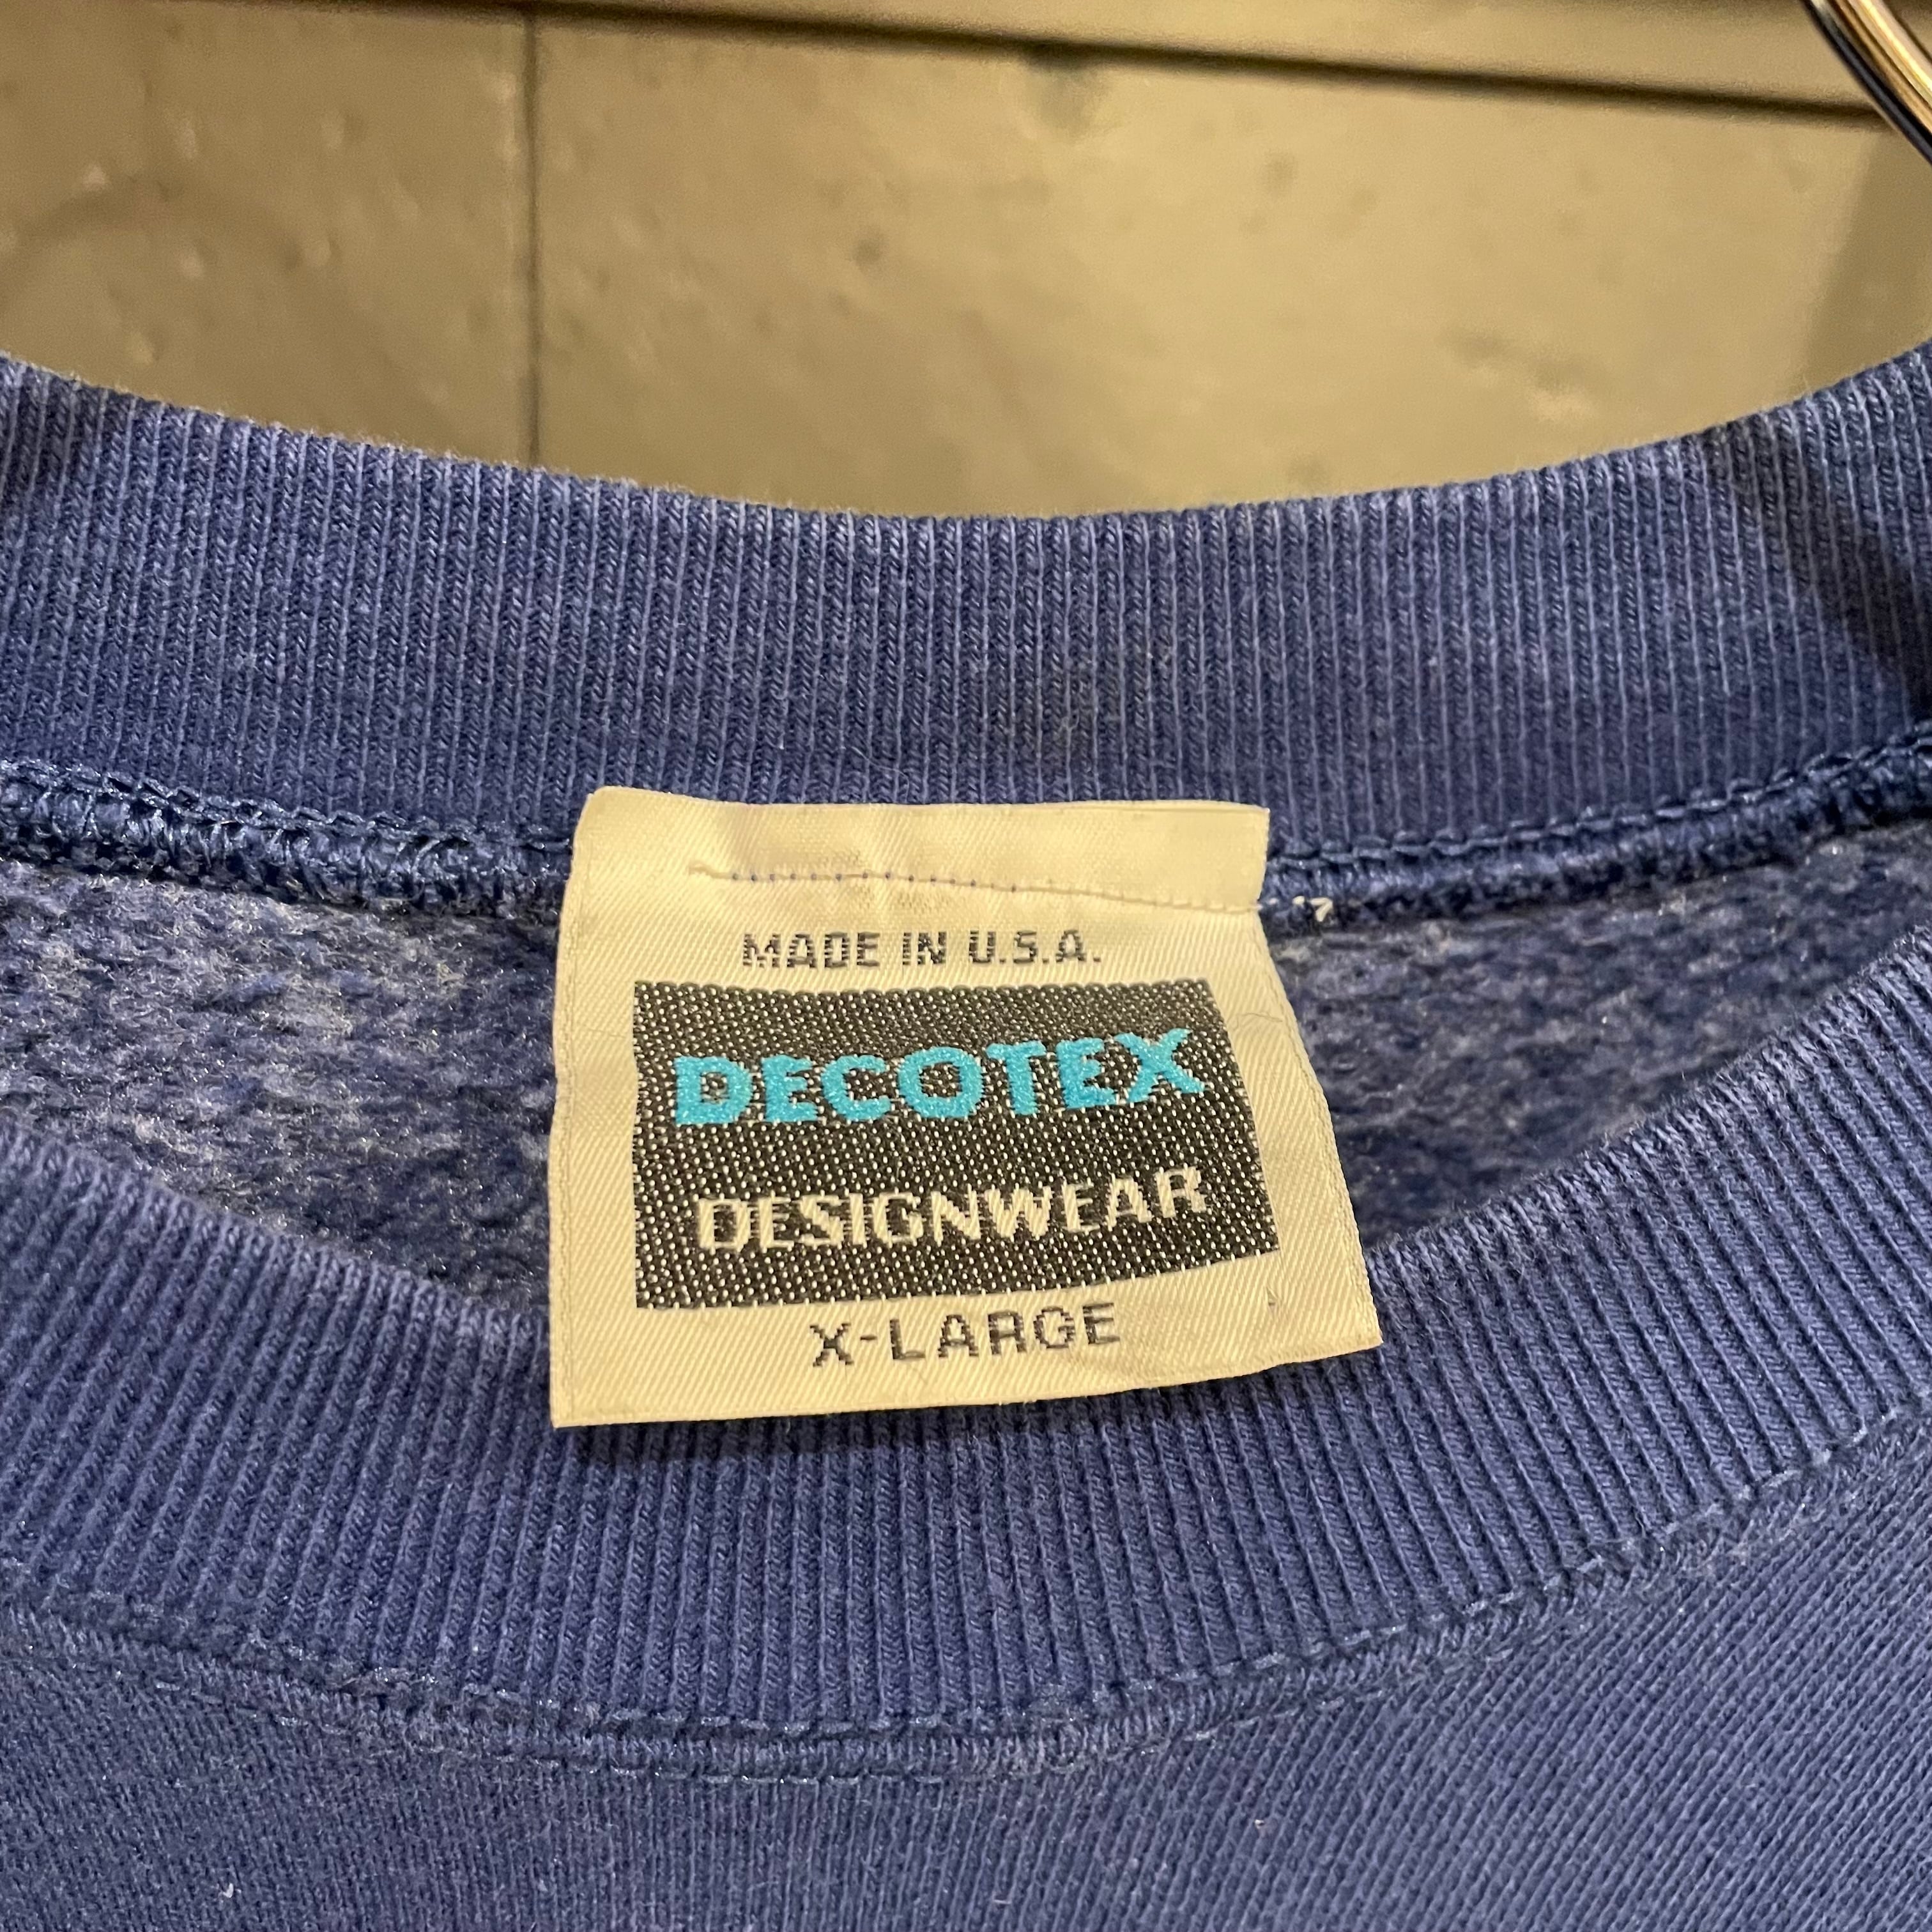 MADE IN U.S.A.
DECOTEX
DESIGNWEAR
X-LARGE